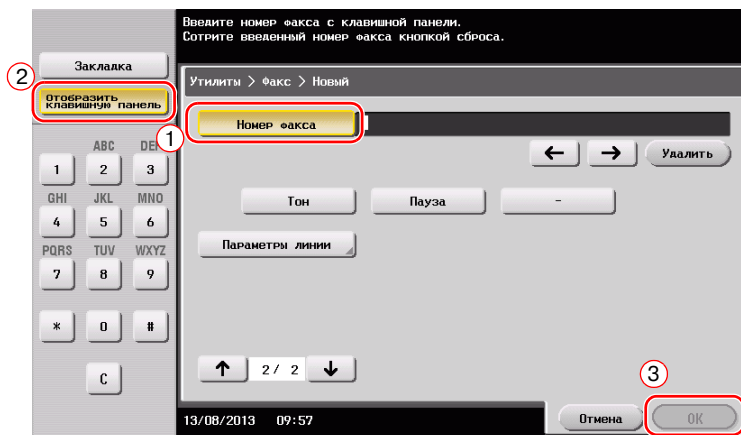 Введите номер факса с клавишной панели.
Сотрите введенный номер факса кнопкой сброса.
Закладка
2
Отобразить
клавишную панель
Утилиты > Факс > Новый
1
Номер факса
← → Удалить
ABC DEF
1 2 3
GHI JKL MNO
4 5 6
PQRS TUV WXYZ
7 8 9
* 0 #
C
Тон Пауза -
Параметры линии
↑ 2/ 2 ↓
3
13/08/2013 09:57
Отмена OK